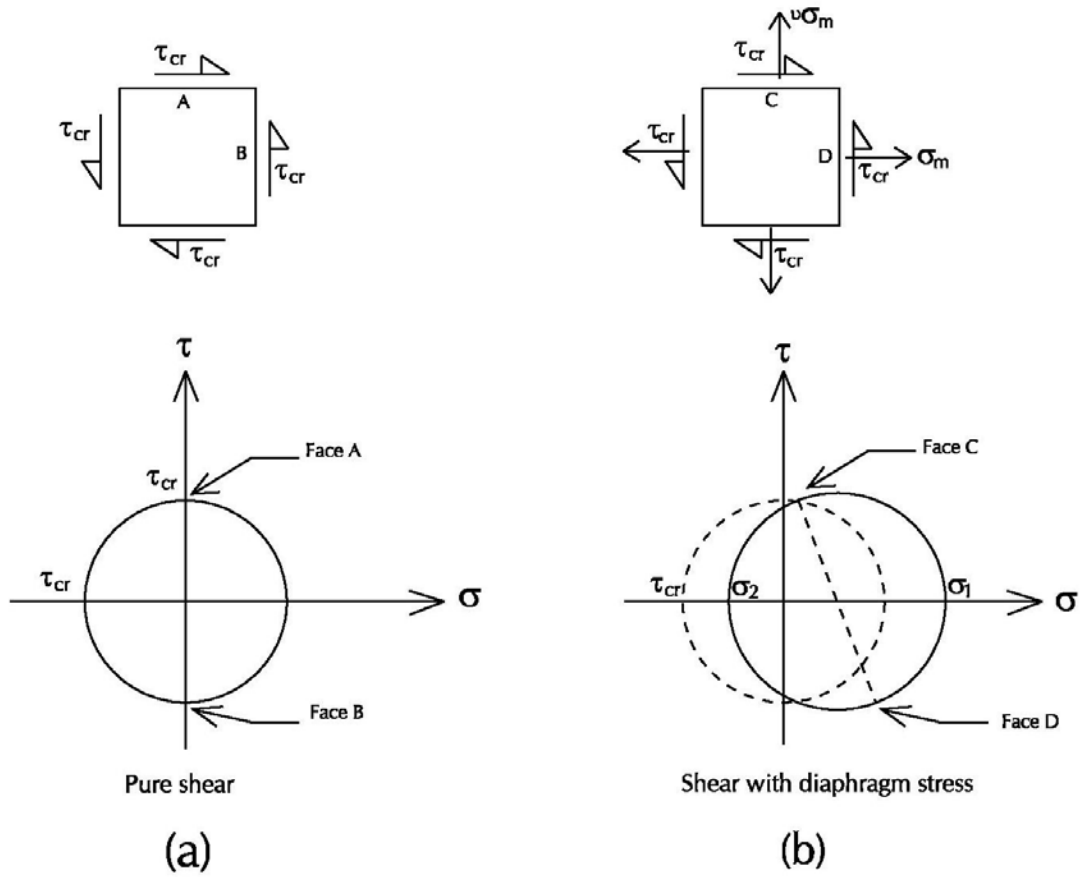 τcr
A
τcr
B
τcr
τcr
υσm
τcr
C
τcr
D
τcr
σm
τcr
τ
Face A
τcr
τcr
σ
Face B
Pure shear
(a)
τ
Face C
τcr
σ2
σ1
σ
Face D
Shear with diaphragm stress
(b)